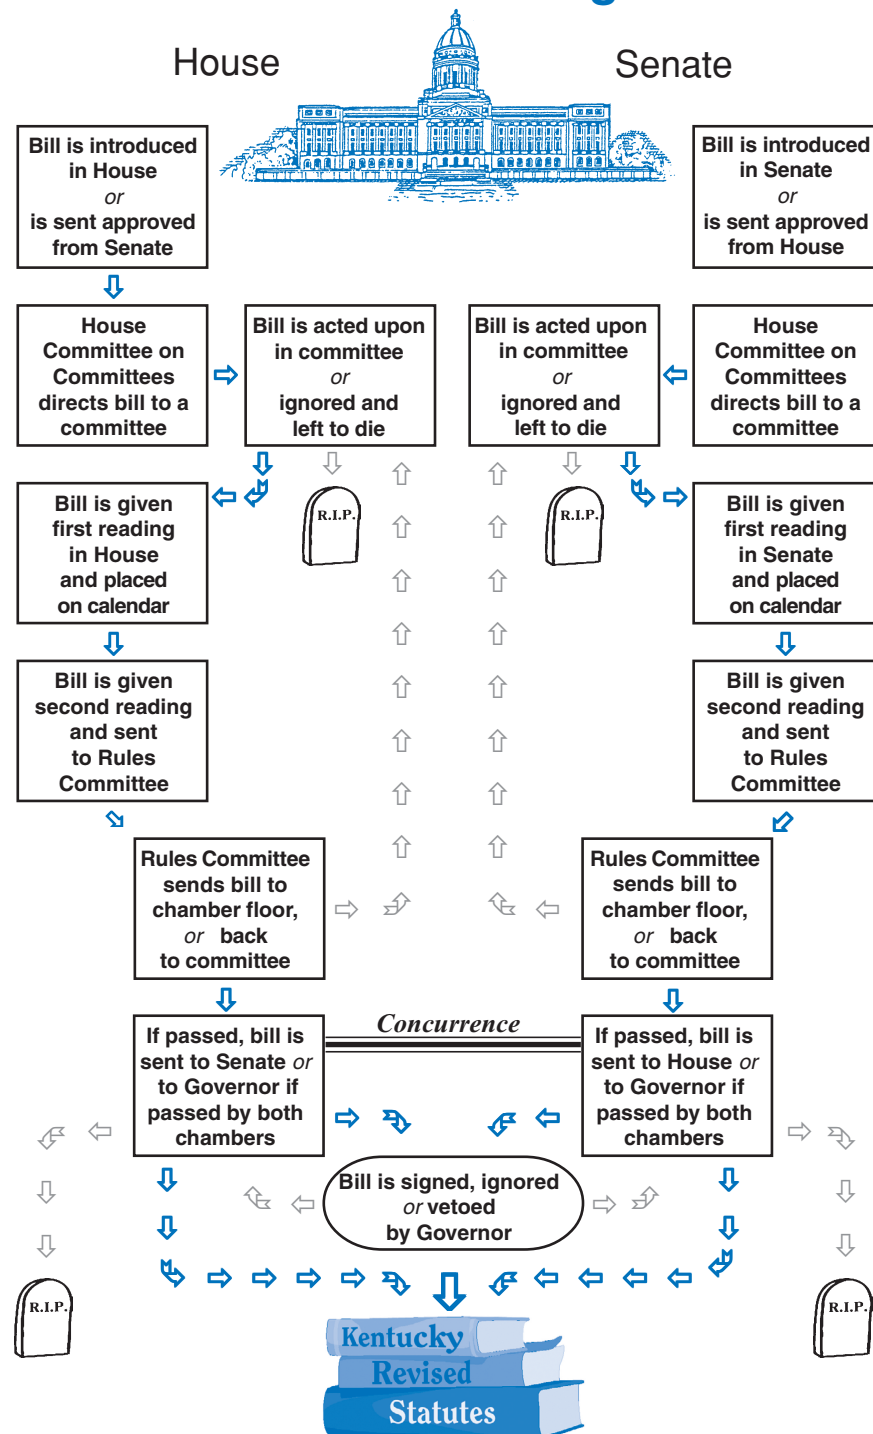 House
Senate
Bill is introduced
in House
or
is sent approved
from Senate
Bill is introduced
in Senate
or
is sent approved
from House
House
Committee on
Committees
directs bill to a
committee
Bill is acted upon
in committee
or
ignored and
left to die
Bill is acted upon
in committee
or
ignored and
left to die
House
Committee on
Committees
directs bill to a
committee
Bill is given
first reading
in House
and placed
on calendar
R.I.P.
R.I.P.
Bill is given
first reading
in Senate
and placed
on calendar
Bill is given
second reading
and sent
to Rules
Committee
Bill is given
second reading
and sent
to Rules
Committee
Rules Committee
sends bill to
chamber floor,
or back
to committee
Rules Committee
sends bill to
chamber floor,
or back
to committee
If passed, bill is
sent to Senate or
to Governor if
passed by both
chambers
Concurrence
If passed, bill is
sent to House or
to Governor if
passed by both
chambers
Bill is signed, ignored
or vetoed
by Governor
R.I.P.
R.I.P.
Kentucky
Revised
Statutes